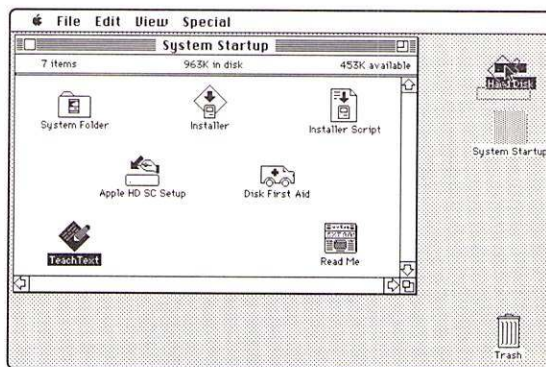 File Edit View Special
System Startup
7 items 963K in disk 453K available
System Folder
Installer
Installer Script
Apple HD SC Setup
Disk First Aid
TeachText
Read Me
Hard Disk
System Startup
Trash